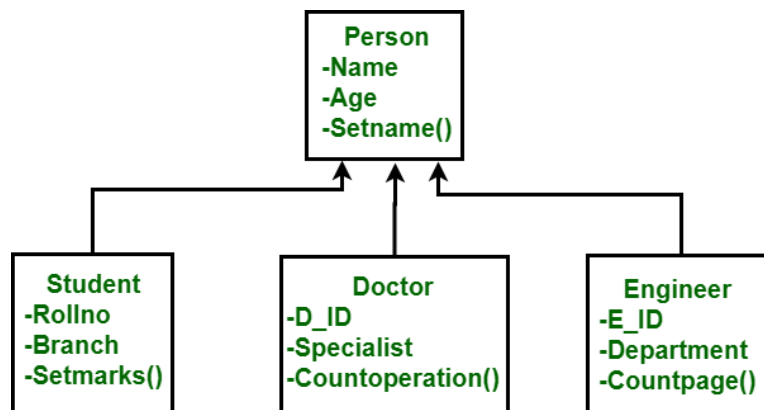 Person
-Name
-Age
-Setname()
Student
-Rollno
-Branch
-Setmarks()
Doctor
-D_ID
-Specialist
-Countoperation()
Engineer
-E_ID
-Department
-Countpage()